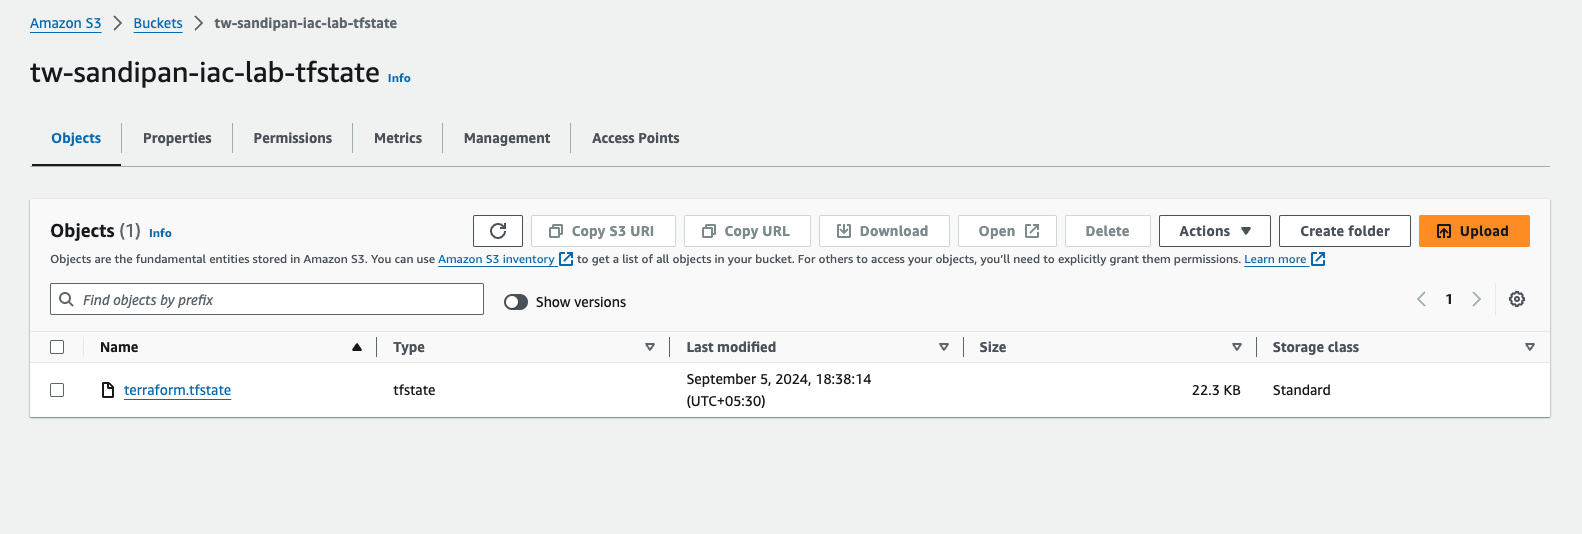 Amazon S3 > Buckets > tw-sandipan-iac-lab-tfstate
tw-sandipan-iac-lab-tfstate Info
Objects Properties Permissions Metrics Management Access Points
Objects (1) Info Copy S3 URI Copy URL Download Open Delete Actions Create folder Upload
Objects are the fundamental entities stored in Amazon S3. You can use Amazon S3 inventory to get a list of all objects in your bucket. For others to access your objects, you'll need to explicitly grant them permissions. Learn more
Find objects by prefix Show versions 1
Name Type Last modified Size Storage class
terraform.tfstate tfstate September 5, 2024, 18:38:14 22.3 KB Standard
(UTC+05:30)